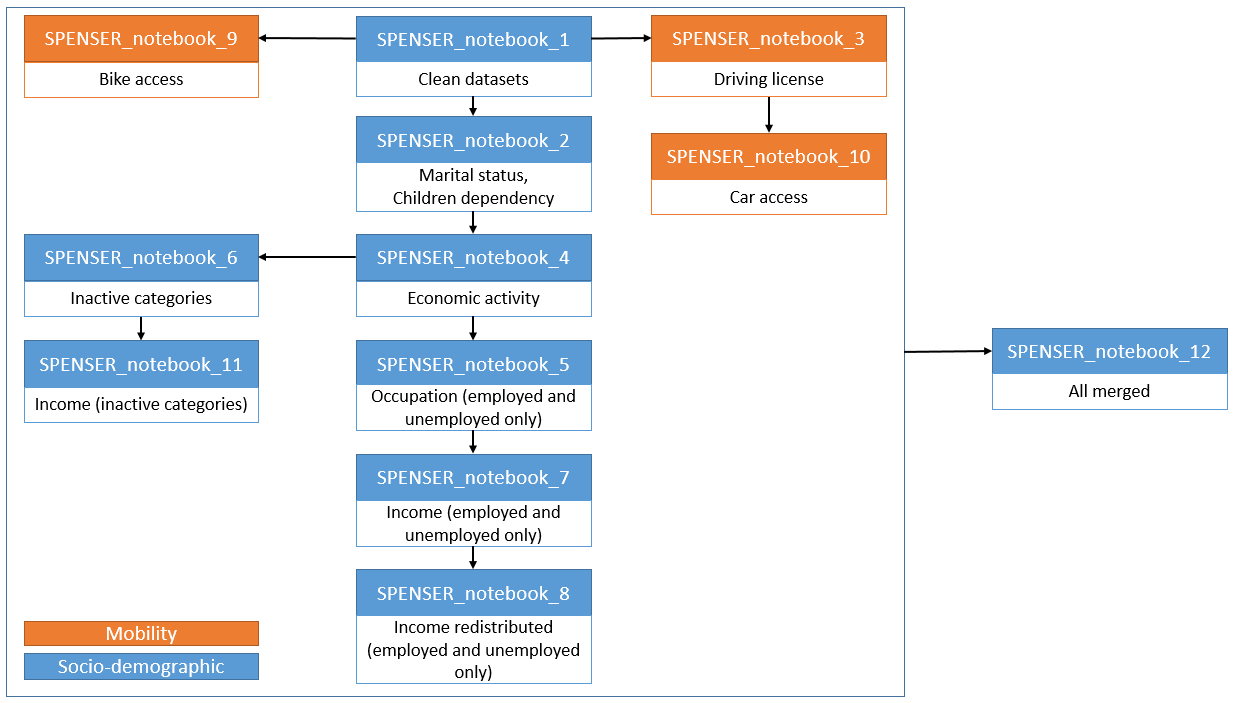 SPENSER_notebook_9
Bike access
SPENSER_notebook_1
Clean datasets
SPENSER_notebook_3
Driving license
SPENSER_notebook_2
Marital status,
Children dependency
SPENSER_notebook_10
Car access
SPENSER_notebook_6
Inactive categories
SPENSER_notebook_4
Economic activity
SPENSER_notebook_11
Income (inactive categories)
SPENSER_notebook_5
Occupation (employed and
unemployed only)
SPENSER_notebook_12
All merged
SPENSER_notebook_7
Income (employed and
unemployed only)
SPENSER_notebook_8
Income redistributed
(employed and unemployed
only)
Mobility
Socio-demographic